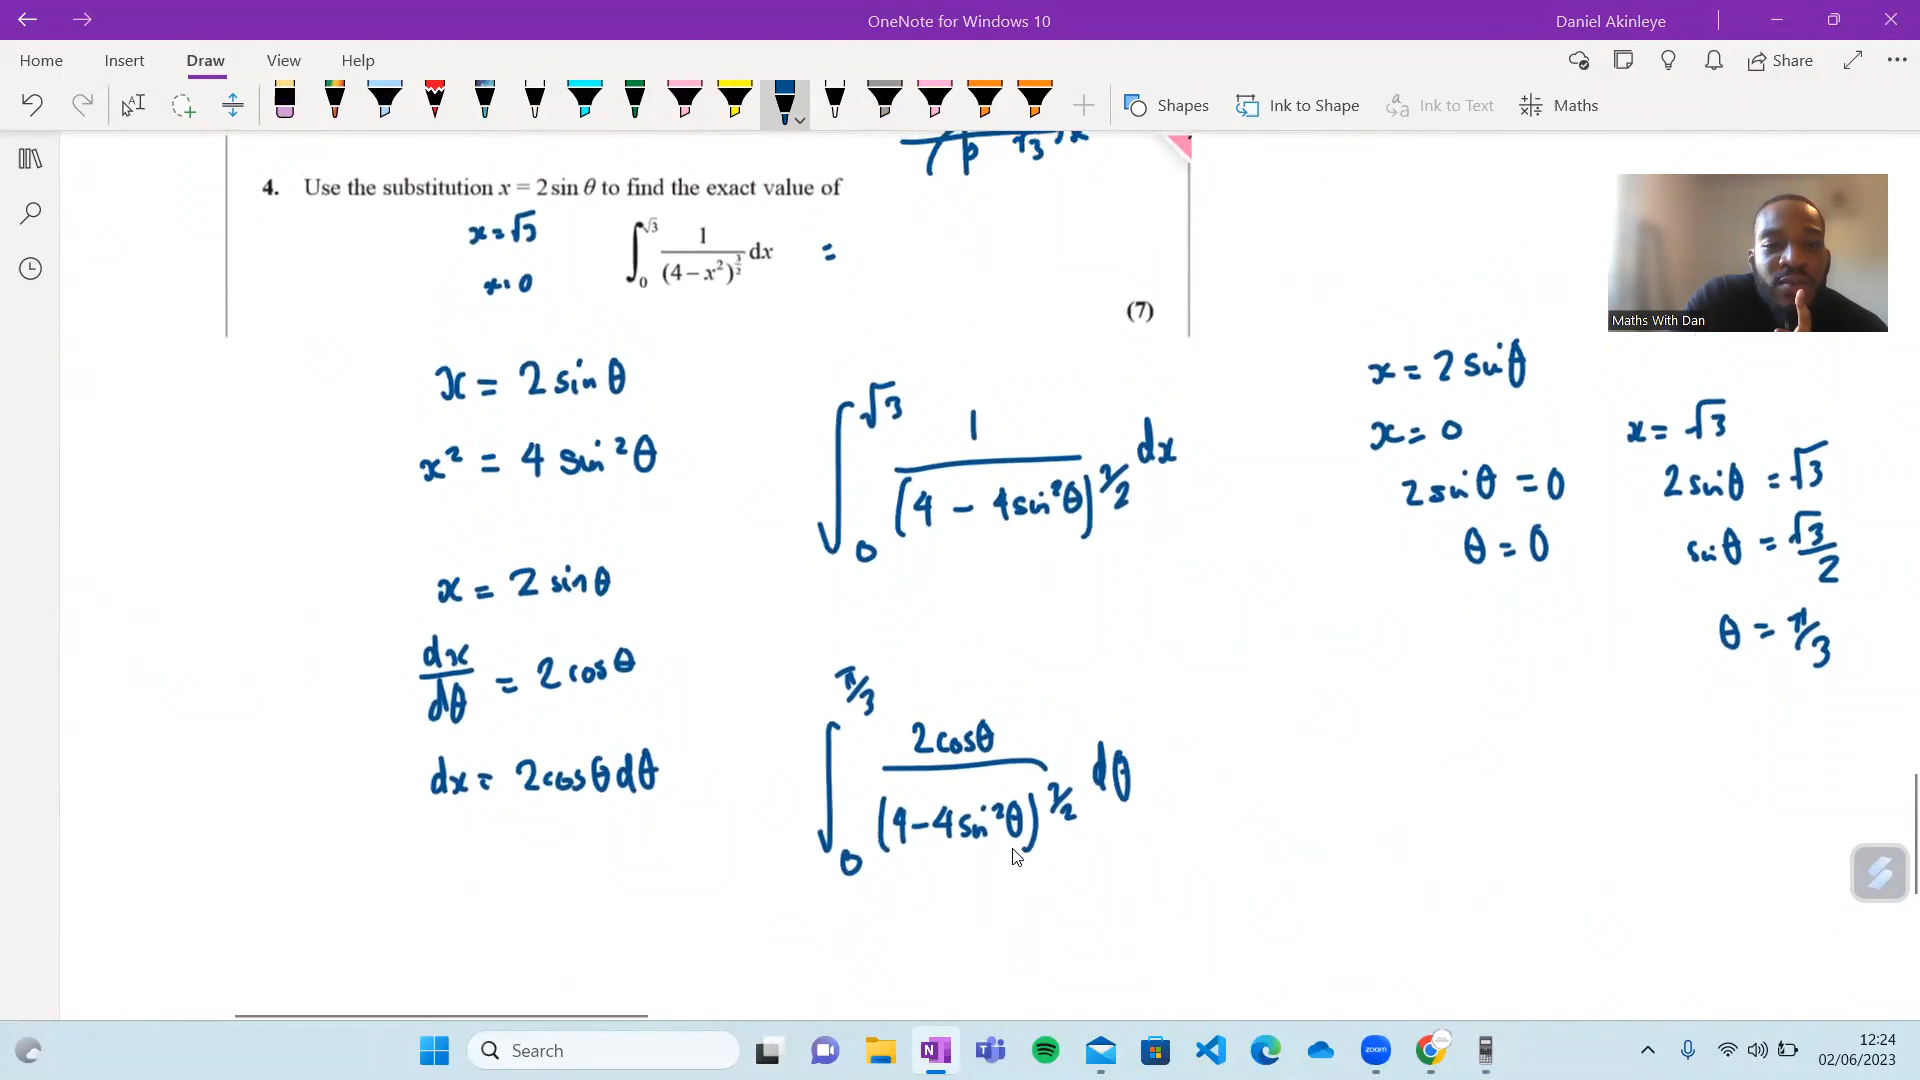 OneNote for Windows 10
Daniel Akinleye
Home Insert Draw View Help
Share
Shapes Ink to Shape Ink to Text Maths
p √3 x
4. Use the substitution x = 2 sin θ to find the exact value of
x = √3
x = 0
∫₀^√3 1/(4 − x²)^(3/2) dx =
(7)
Maths With Dan
x = 2 sin θ
x² = 4 sin²θ
x = 2 sin θ
dx/dθ = 2 cos θ
dx = 2cosθ dθ
∫₀^√3 1/(4 − 4sin²θ)^(3/2) dx
∫₀^(π/3) 2cosθ/(4−4sin²θ)^(3/2) dθ
x = 2 sin θ
x = 0
2 sin θ = 0
θ = 0
x = √3
2 sin θ = √3
sin θ = √3/2
θ = π/3
Search
zoom
12:24
02/06/2023